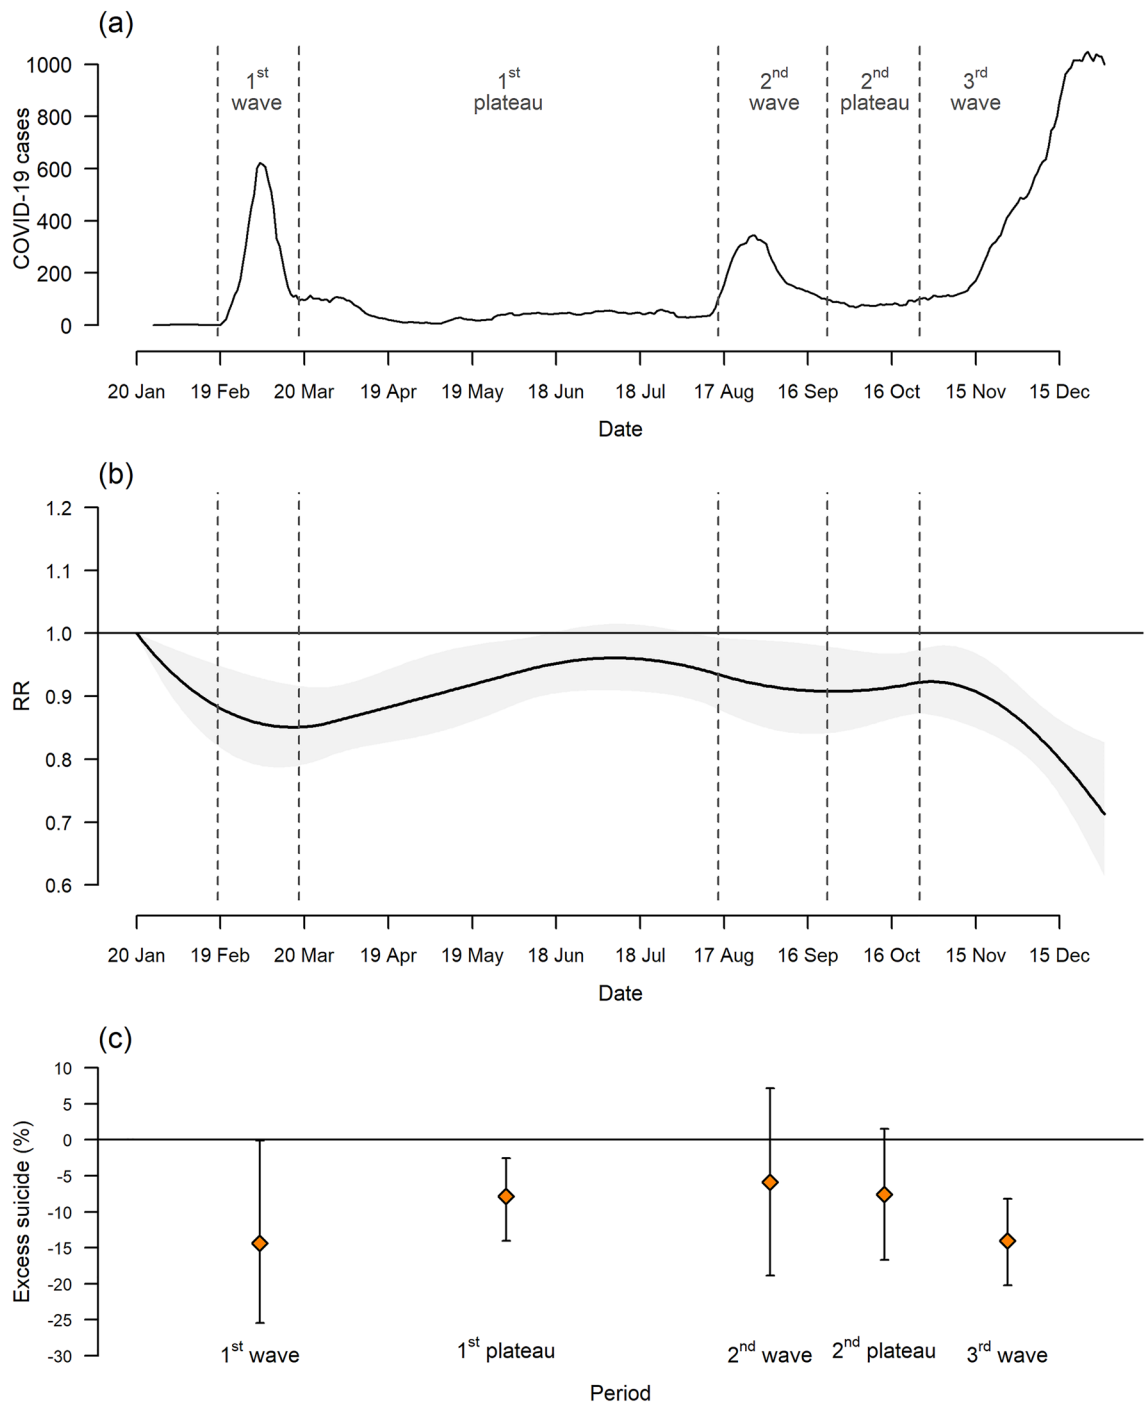 (a)
COVID-19 cases
1000
800
600
400
200
0
1st wave
1st plateau
2nd wave
2nd plateau
3rd wave
20 Jan 19 Feb 20 Mar 19 Apr 19 May 18 Jun 18 Jul 17 Aug 16 Sep 16 Oct 15 Nov 15 Dec
Date
(b)
RR
1.2
1.1
1.0
0.9
0.8
0.7
0.6
20 Jan 19 Feb 20 Mar 19 Apr 19 May 18 Jun 18 Jul 17 Aug 16 Sep 16 Oct 15 Nov 15 Dec
Date
(c)
Excess suicide (%)
10
5
0
-5
-10
-15
-20
-25
-30
1st wave 1st plateau 2nd wave 2nd plateau 3rd wave
Period